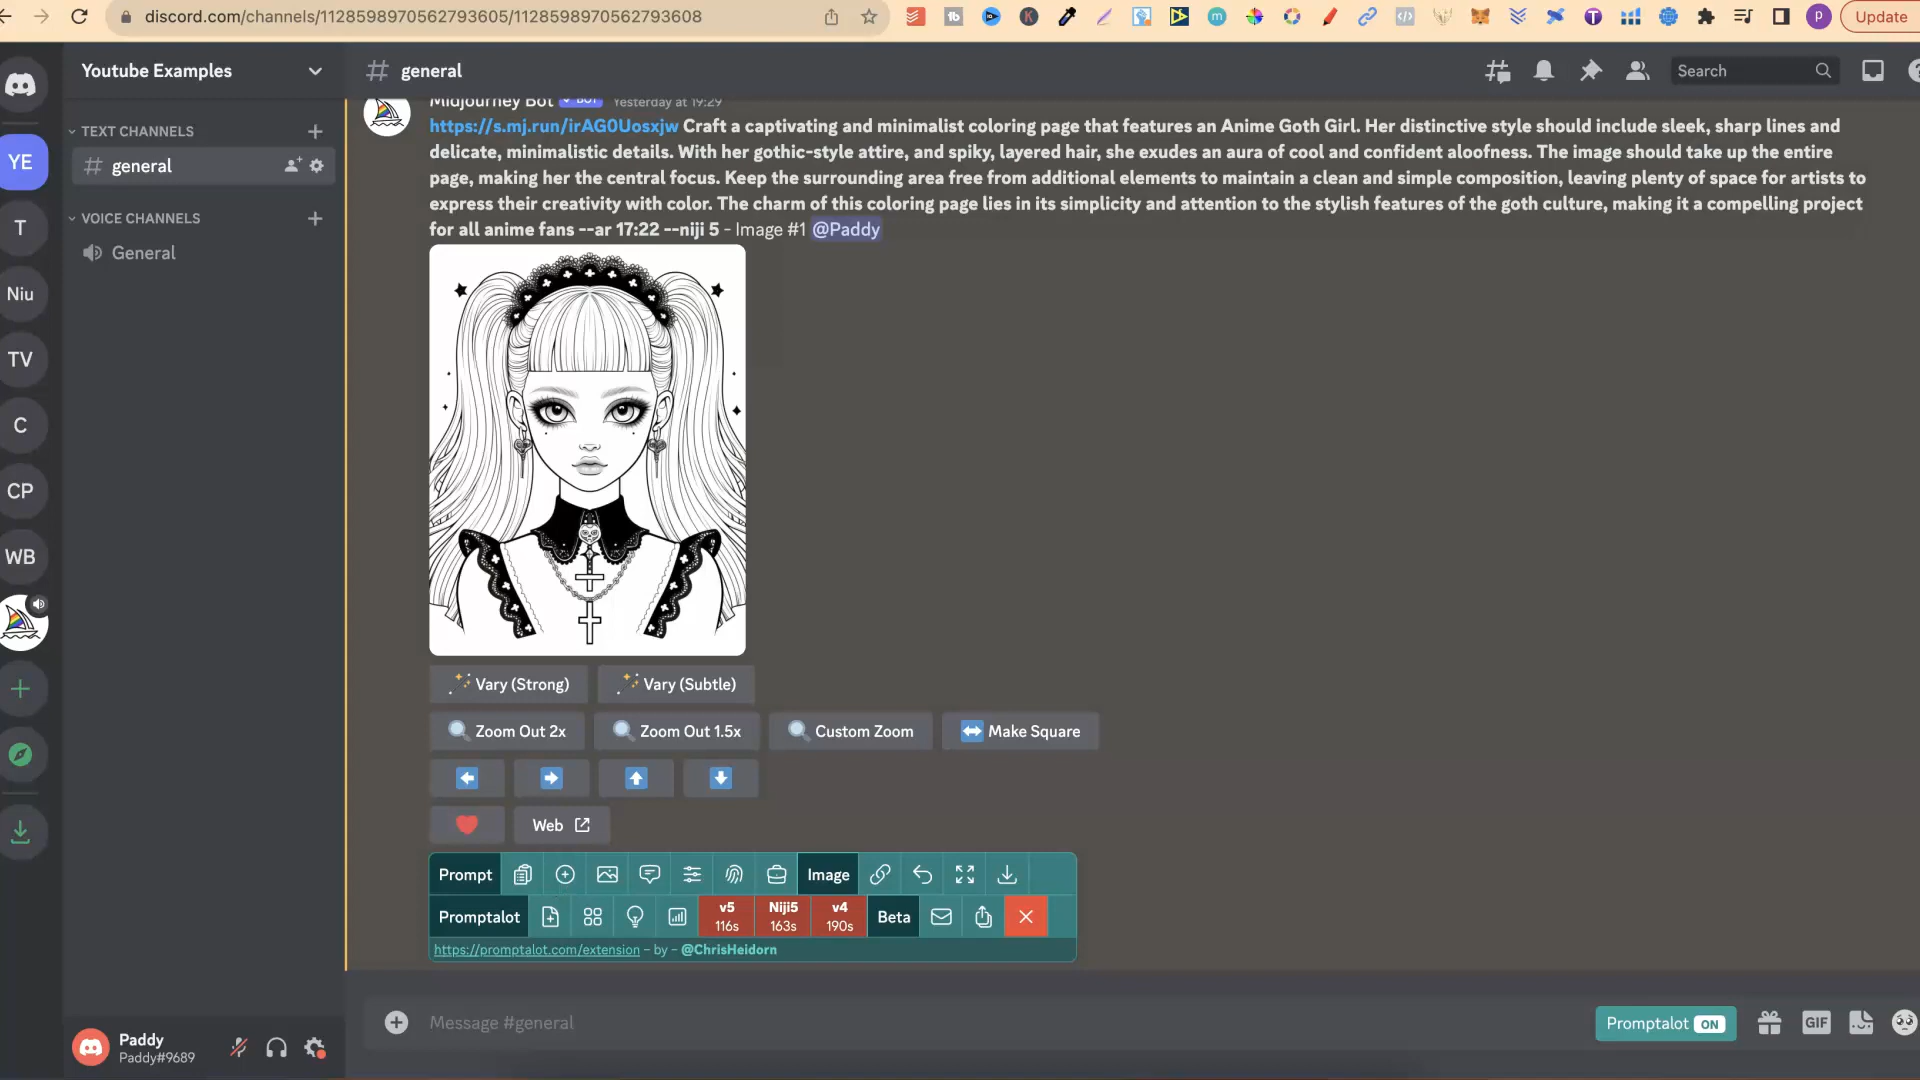 discord.com/channels/1128598970562793605/1128598970562793608
Update
Youtube Examples
general
Search
TEXT CHANNELS
general
VOICE CHANNELS
General
YE
T
Niu
TV
C
CP
WB
Midjourney Bot BOT Yesterday at 19:29
https://s.mj.run/irAG0Uosxjw Craft a captivating and minimalist coloring page that features an Anime Goth Girl. Her distinctive style should include sleek, sharp lines and
delicate, minimalistic details. With her gothic-style attire, and spiky, layered hair, she exudes an aura of cool and confident aloofness. The image should take up the entire
page, making her the central focus. Keep the surrounding area free from additional elements to maintain a clean and simple composition, leaving plenty of space for artists to
express their creativity with color. The charm of this coloring page lies in its simplicity and attention to the stylish features of the goth culture, making it a compelling project
for all anime fans --ar 17:22 --niji 5 - Image #1 @Paddy
Vary (Strong) Vary (Subtle)
Zoom Out 2x Zoom Out 1.5x Custom Zoom Make Square
Web
Prompt Image
Promptalot v5 116s Niji5 163s v4 190s Beta
https://promptalot.com/extension – by – @ChrisHeidorn
Message #general
Promptalot ON
GIF
Paddy
Paddy#9689